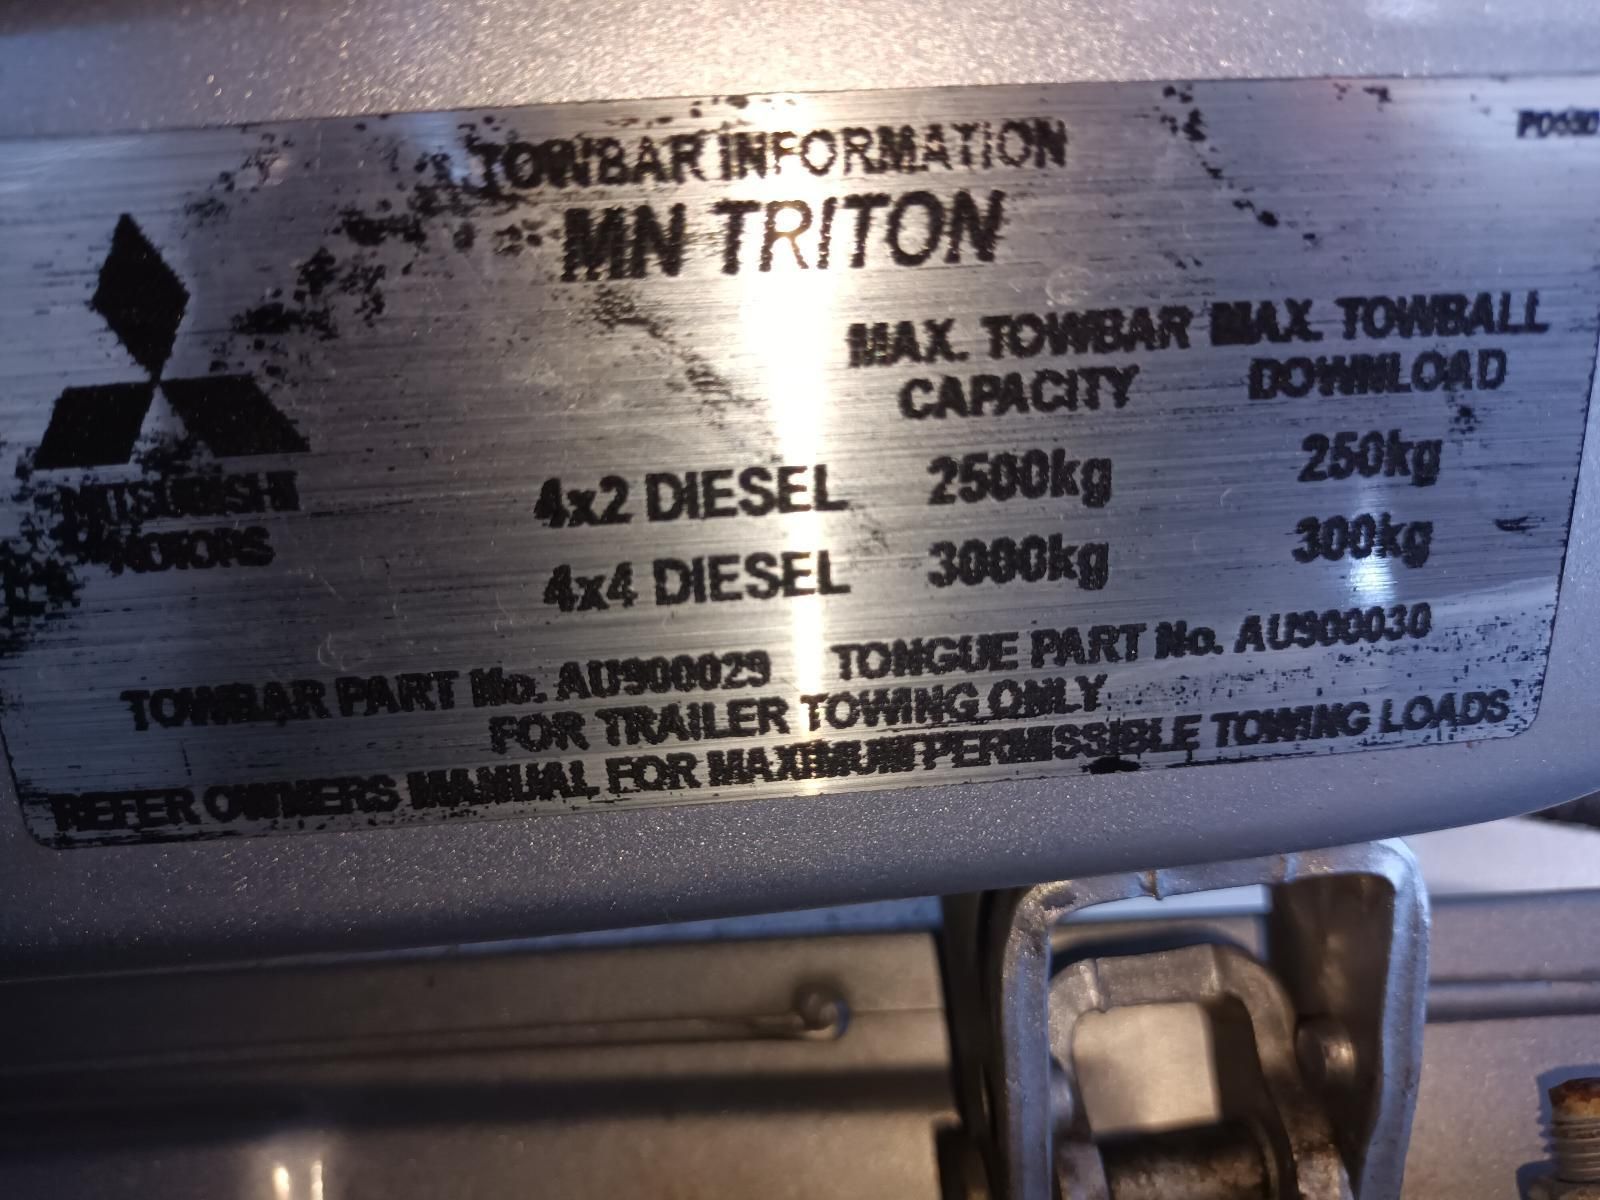 TOWBAR INFORMATION
MN TRITON
MAX. TOWBAR MAX. TOWBALL
CAPACITY DOWNLOAD
4x2 DIESEL 2500kg 250kg
4x4 DIESEL 3000kg 300kg
MITSUBISHI
MOTORS
TOWBAR PART No. AU900029 TONGUE PART No. AU900030
FOR TRAILER TOWING ONLY
REFER OWNERS MANUAL FOR MAXIMUM PERMISSIBLE TOWING LOADS